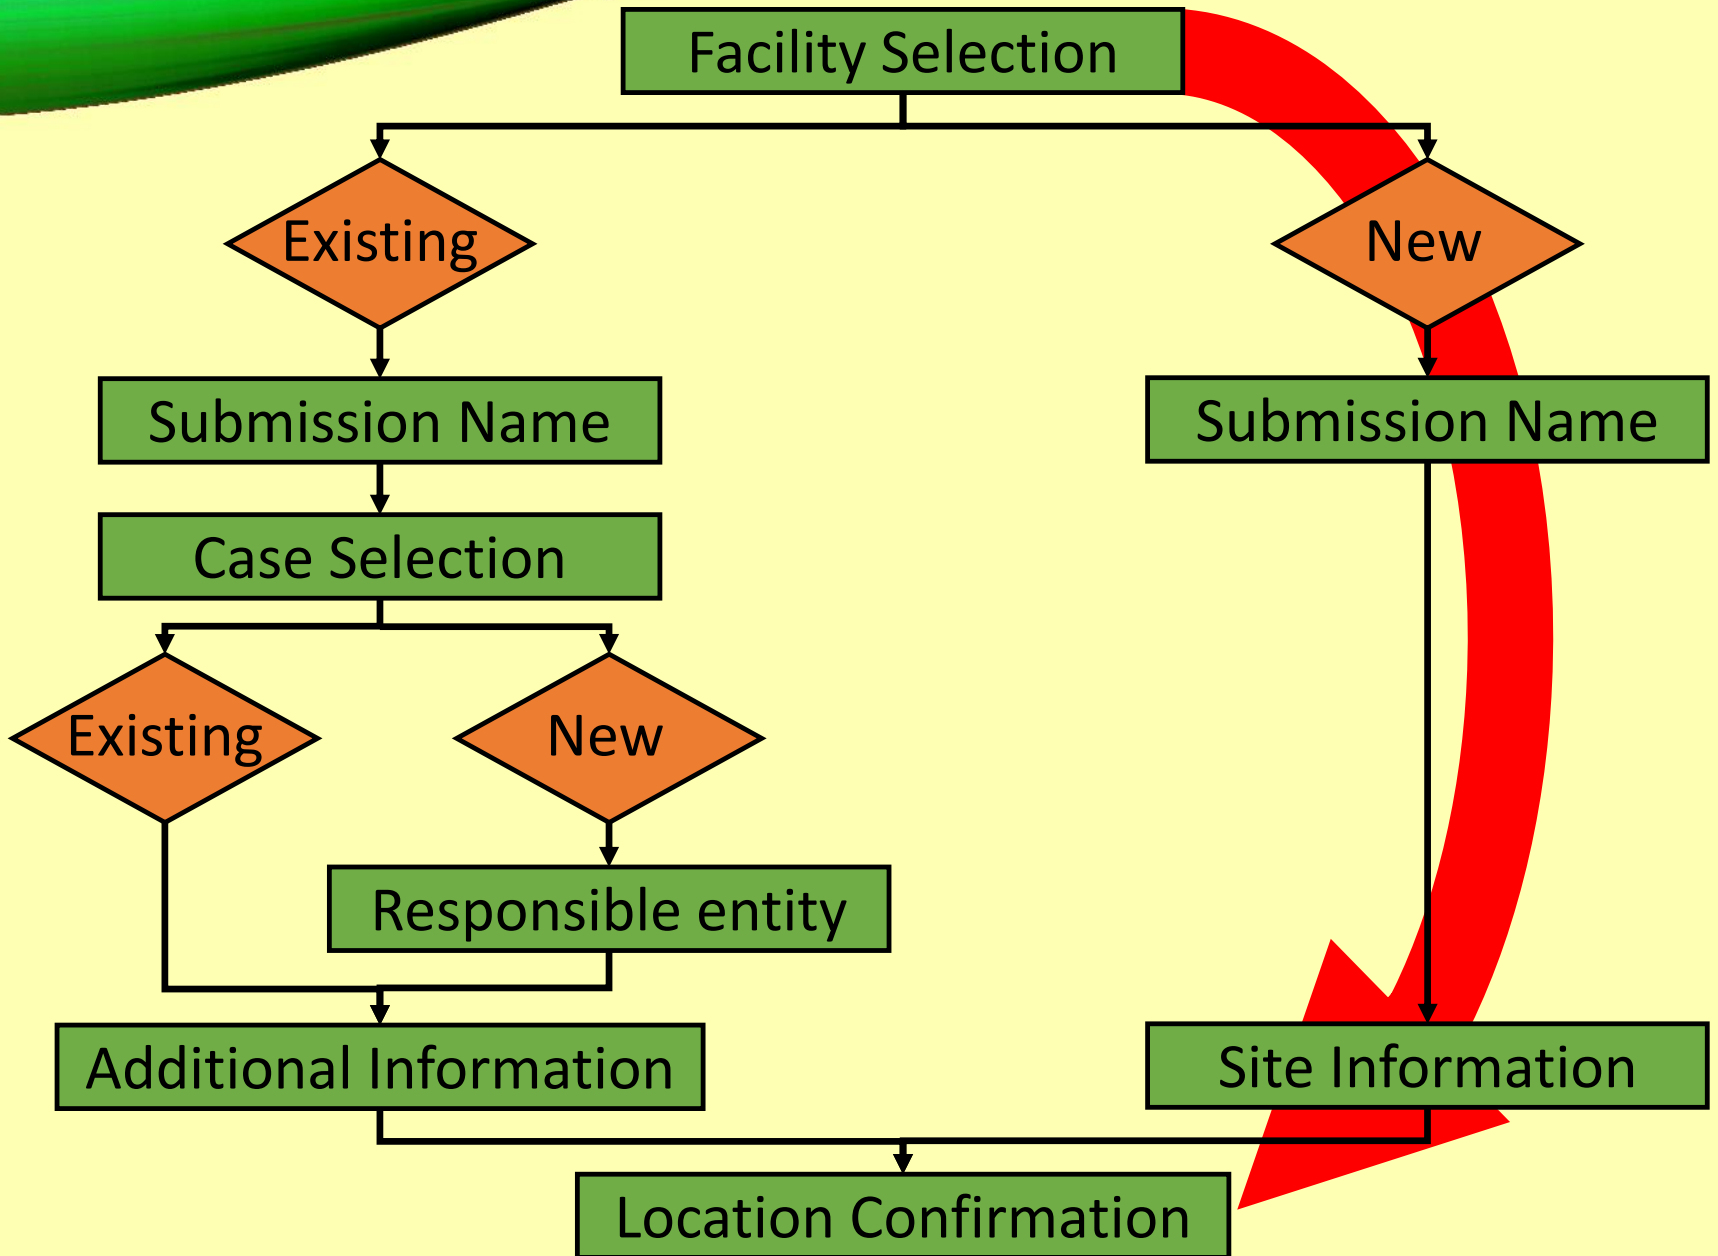 Facility Selection
Existing
New
Submission Name
Submission Name
Case Selection
Existing
New
Responsible entity
Additional Information
Site Information
Location Confirmation